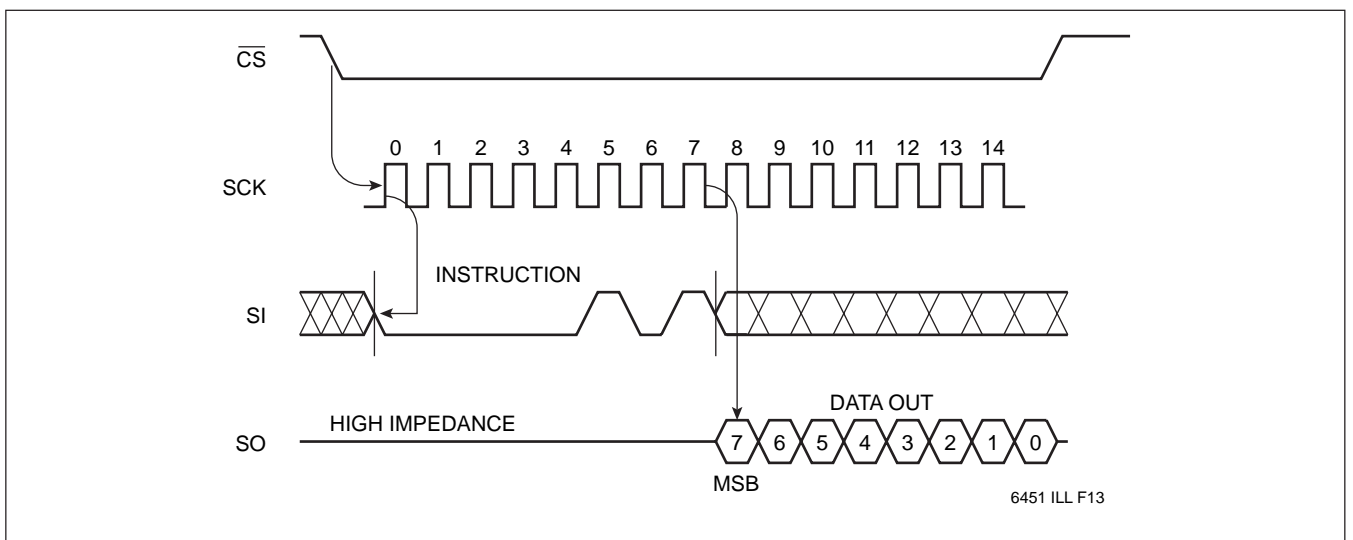 CS
0 1 2 3 4 5 6 7 8 9 10 11 12 13 14
SCK
INSTRUCTION
SI
DATA OUT
HIGH IMPEDANCE
SO
7 6 5 4 3 2 1 0
MSB
6451 ILL F13